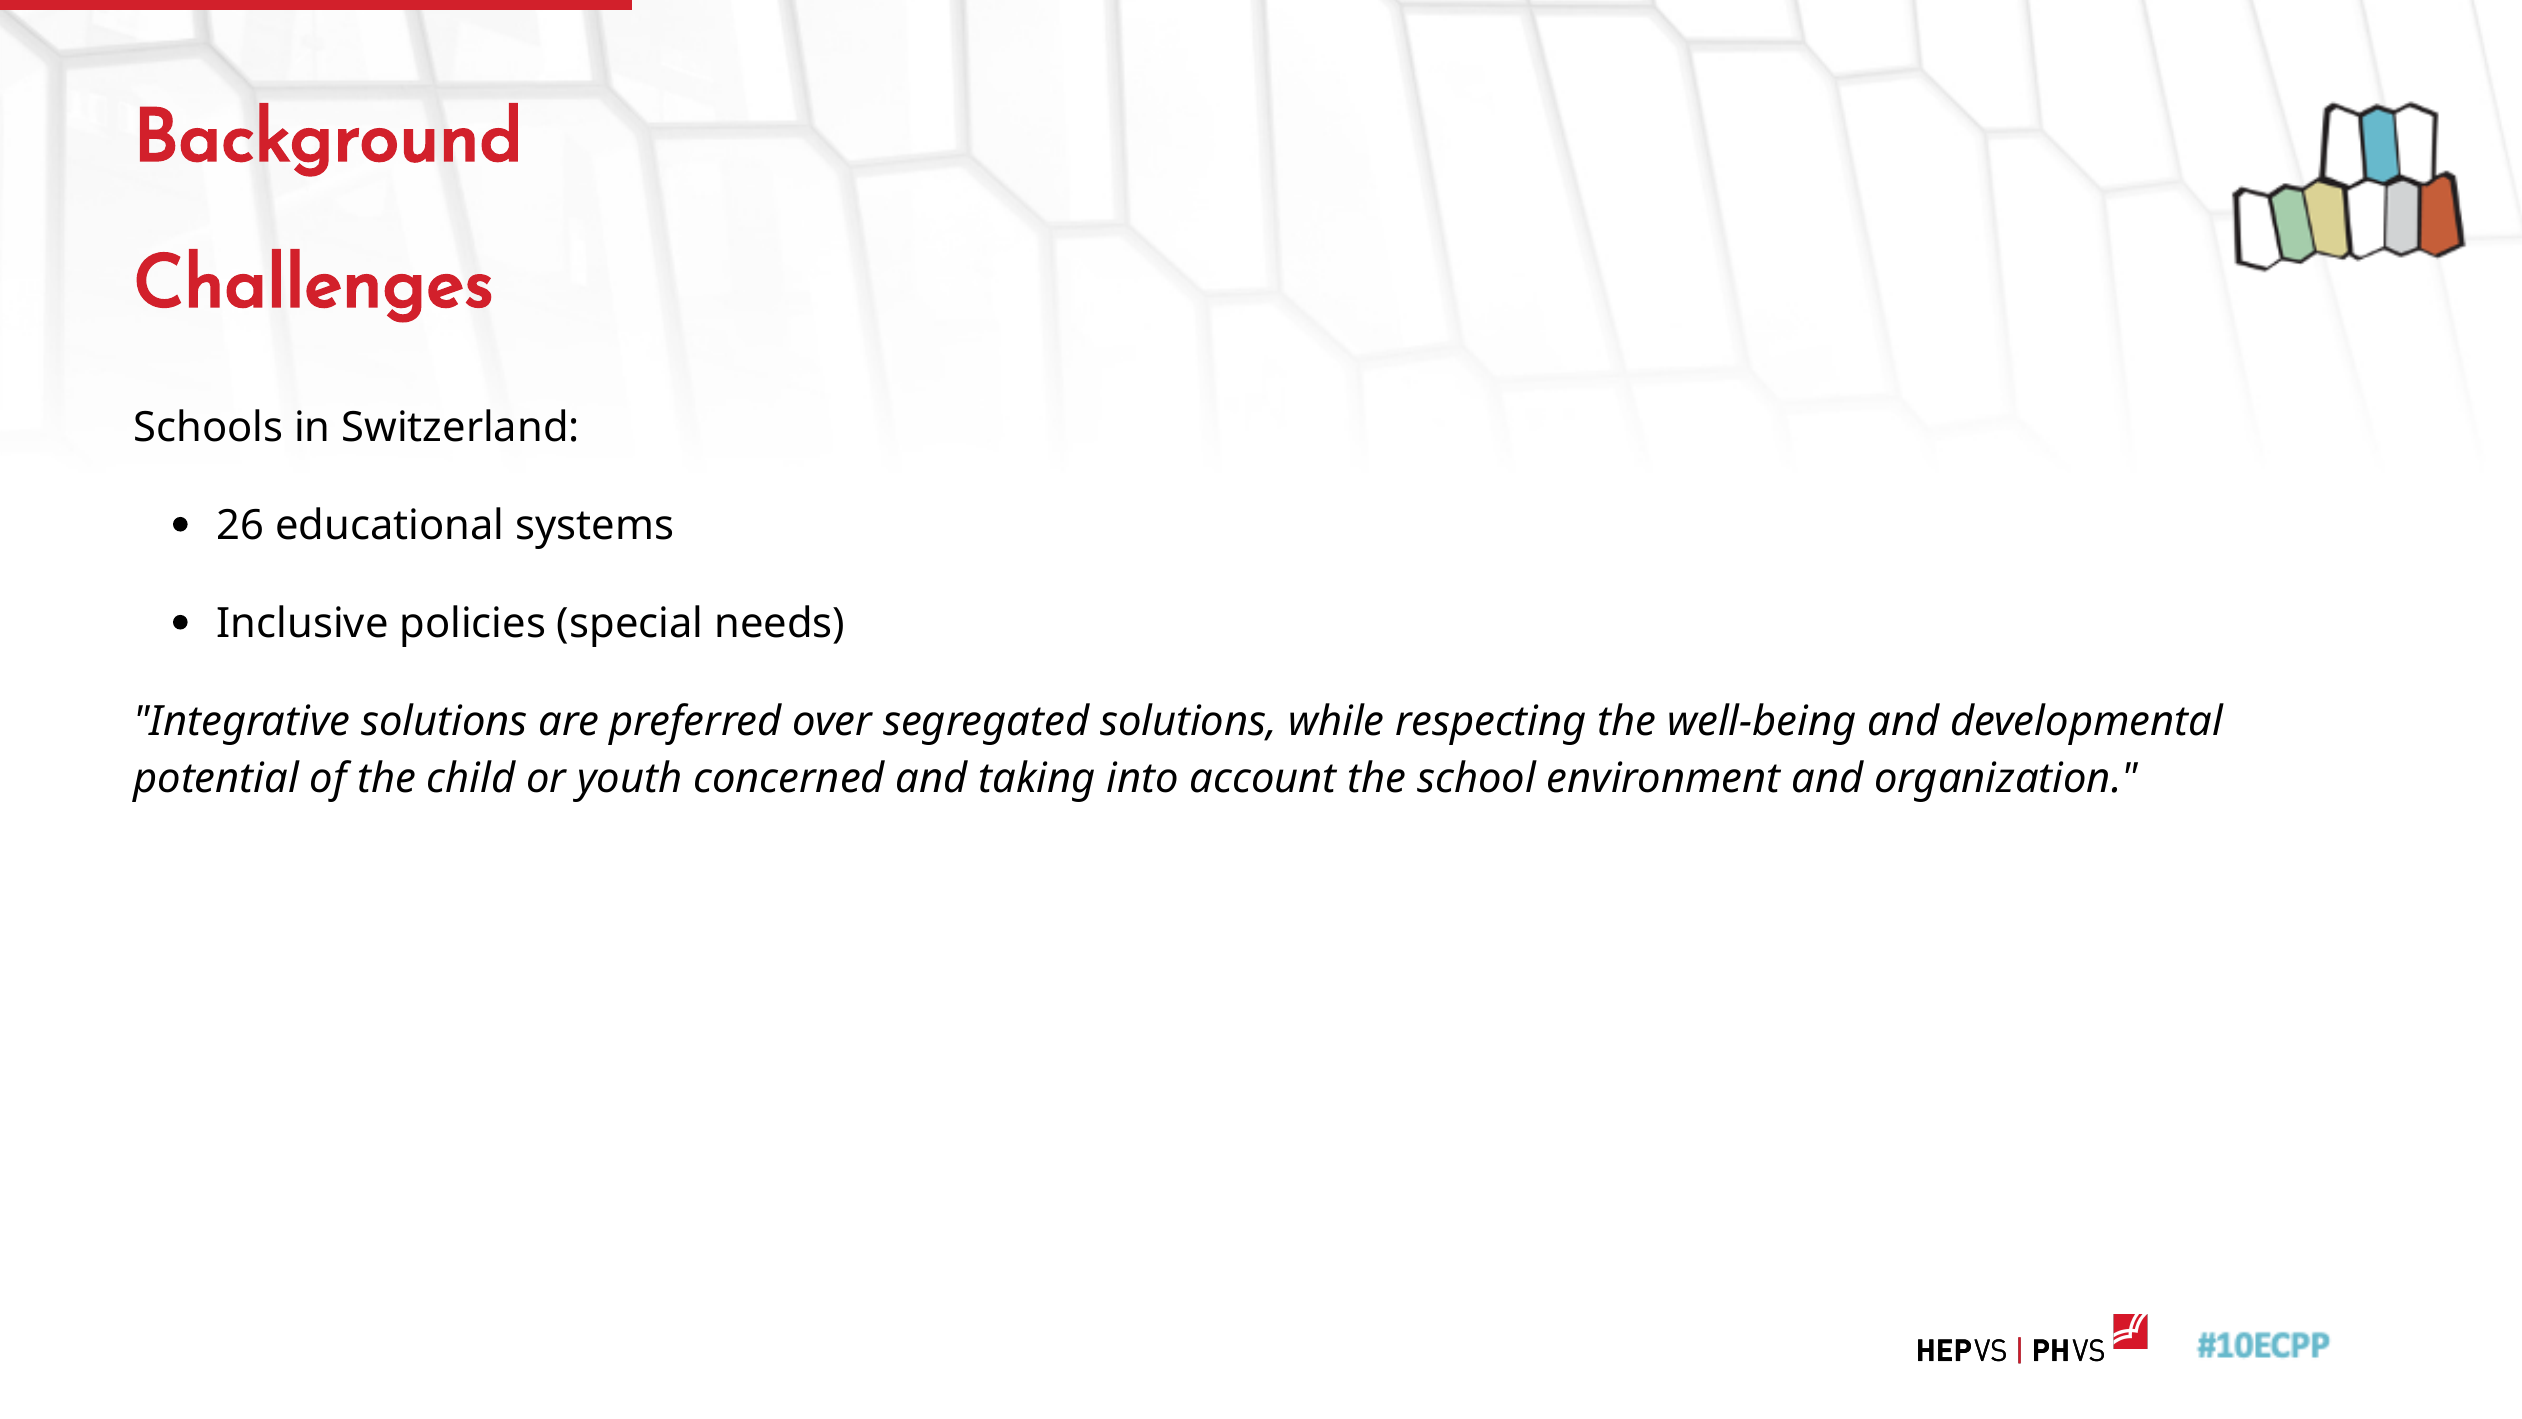 Background
Challenges
Schools in Switzerland:
• 26 educational systems
• Inclusive policies (special needs)
"Integrative solutions are preferred over segregated solutions, while respecting the well-being and developmental
potential of the child or youth concerned and taking into account the school environment and organization."
HEPVS | PHVS
#10ECPP